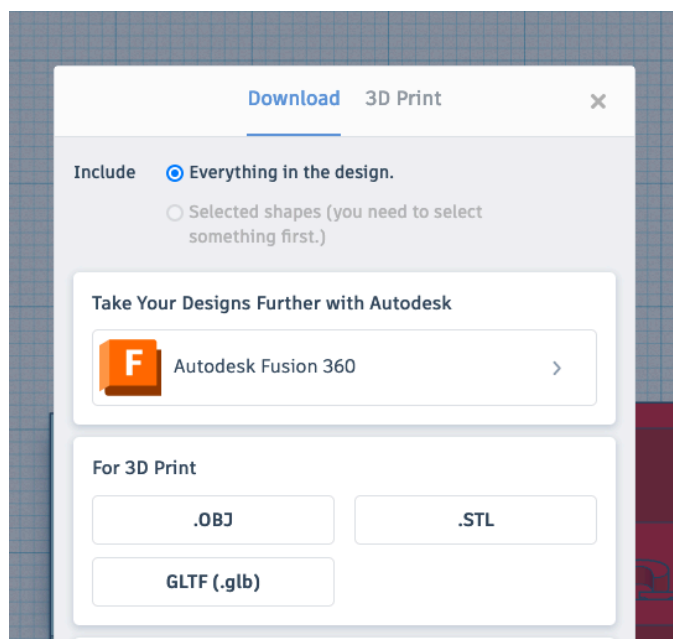 Download 3D Print ×
Include Everything in the design.
Selected shapes (you need to select
something first.)
Take Your Designs Further with Autodesk
F Autodesk Fusion 360
For 3D Print
.OBJ .STL
GLTF (.glb)